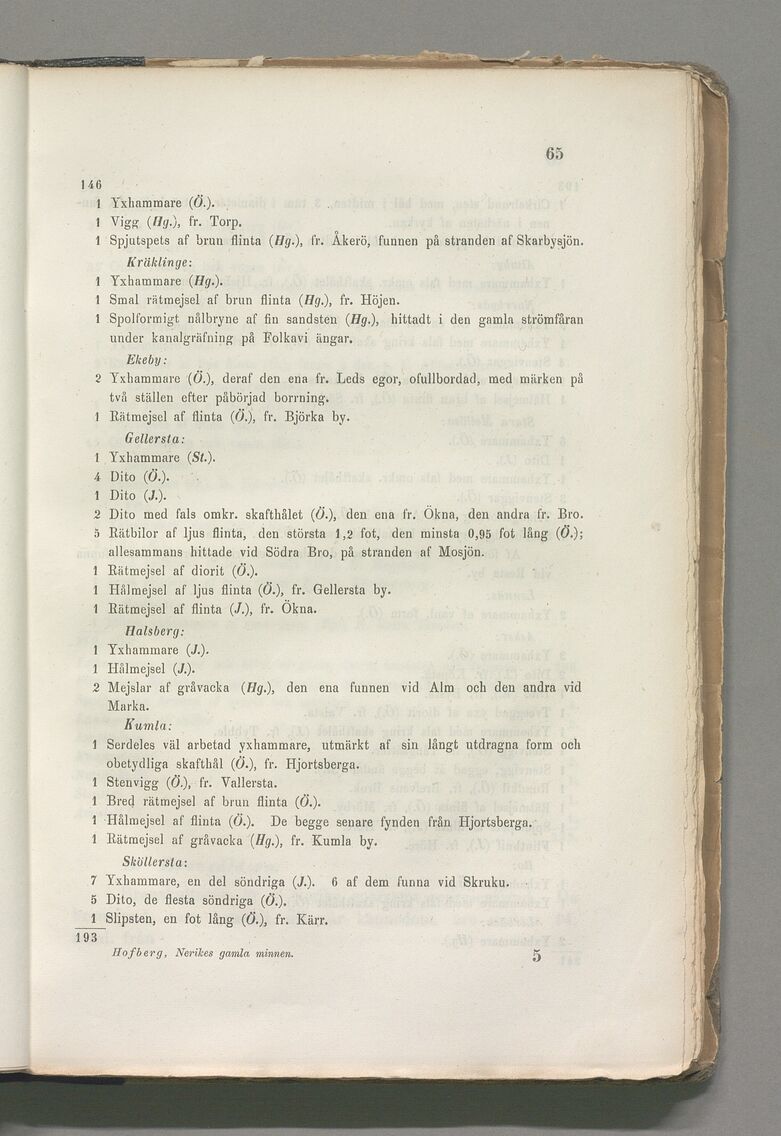 65
146
1 Yxhammare (Ö.).
1 Vigg (Hg.), fr. Torp.
1 Spjutspets af brun flinta (Hg.), fr. Åkerö, funnen på stranden af Skarbysjön.
Kräklinge:
1 Yxhammare (Hg.).
1 Smal rätmejsel af brun flinta (Hg.), fr. Höjen.
1 Spolformigt nålbryne af fin sandsten (Hg.), hittadt i den gamla strömfåran
under kanalgräfning på Folkavi ängar.
Ekeby:
2 Yxhammare (Ö.), deraf den ena fr. Leds egor, ofullbordad, med märken på
två ställen efter påbörjad borrning.
1 Rätmejsel af flinta (Ö.), fr. Björka by.
Gellersta:
1 Yxhammare (St.).
4 Dito (Ö.).
1 Dito (J.).
2 Dito med fals omkr. skafthålet (Ö.), den ena fr. Ökna, den andra fr. Bro.
5 Rätbilor af ljus flinta, den största 1,2 fot, den minsta 0,95 fot lång (Ö.);
allesammans hittade vid Södra Bro, på stranden af Mosjön.
1 Rätmejsel af diorit (Ö.).
1 Hålmejsel af ljus flinta (Ö.), fr. Gellersta by.
1 Rätmejsel af flinta (J.), fr. Ökna.
Halsberg:
1 Yxhammare (J.).
1 Hålmejsel (J.).
2 Mejslar af gråvacka (Hg.), den ena funnen vid Alm och den andra vid
Marka.
Kumla:
1 Serdeles väl arbetad yxhammare, utmärkt af sin långt utdragna form och
obetydliga skafthål (Ö.), fr. Hjortsberga.
1 Stenvigg (Ö.), fr. Vallersta.
1 Bred rätmejsel af brun flinta (Ö.).
1 Hålmejsel af flinta (Ö.). De begge senare fynden från Hjortsberga.
1 Rätmejsel af gråvacka (Hg.), fr. Kumla by.
Sköllersta:
7 Yxhammare, en del söndriga (J.). 6 af dem funna vid Skruku.
5 Dito, de flesta söndriga (Ö.).
1 Slipsten, en fot lång (Ö.), fr. Kärr.
193
Hofberg, Nerikes gamla minnen. 5